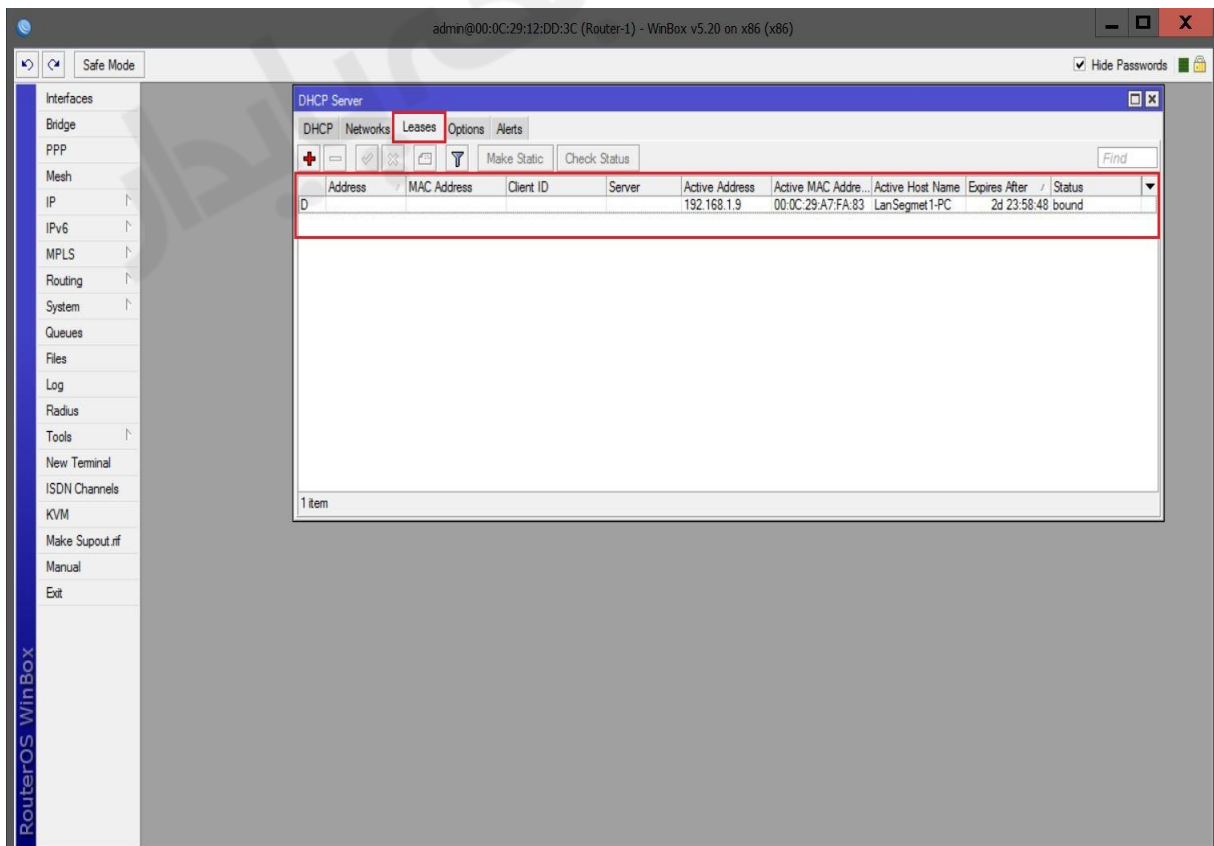 admin@00:0C:29:12:DD:3C (Router-1) - WinBox v5.20 on x86 (x86)
Safe Mode
Hide Passwords
Interfaces
Bridge
PPP
Mesh
IP
IPv6
MPLS
Routing
System
Queues
Files
Log
Radius
Tools
New Terminal
ISDN Channels
KVM
Make Supout.rif
Manual
Exit
RouterOS WinBox
DHCP Server
DHCP Networks Leases Options Alerts
Make Static Check Status Find
Address MAC Address Client ID Server Active Address Active MAC Addre... Active Host Name Expires After Status
D 192.168.1.9 00:0C:29:A7:FA:83 LanSegmet1-PC 2d 23:58:48 bound
1 item